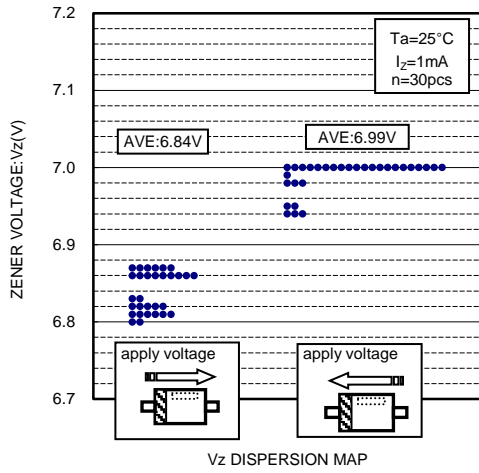 7.2
7.1
7.0
6.9
6.8
6.7
ZENER VOLTAGE:Vz(V)
Ta=25°C
IZ=1mA
n=30pcs
AVE:6.84V
AVE:6.99V
apply voltage
apply voltage
Vz DISPERSION MAP